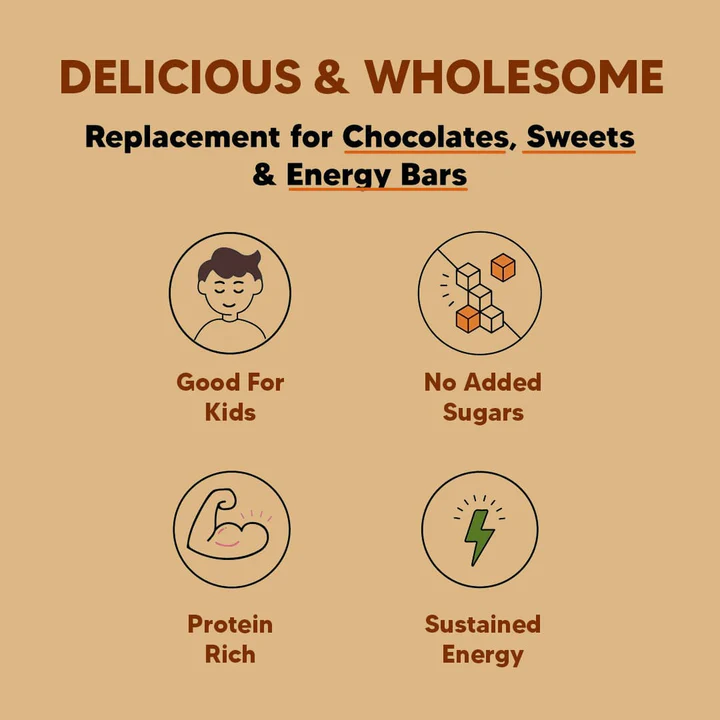 DELICIOUS & WHOLESOME
Replacement for Chocolates, Sweets
& Energy Bars
Good For
Kids
No Added
Sugars
Protein
Rich
Sustained
Energy